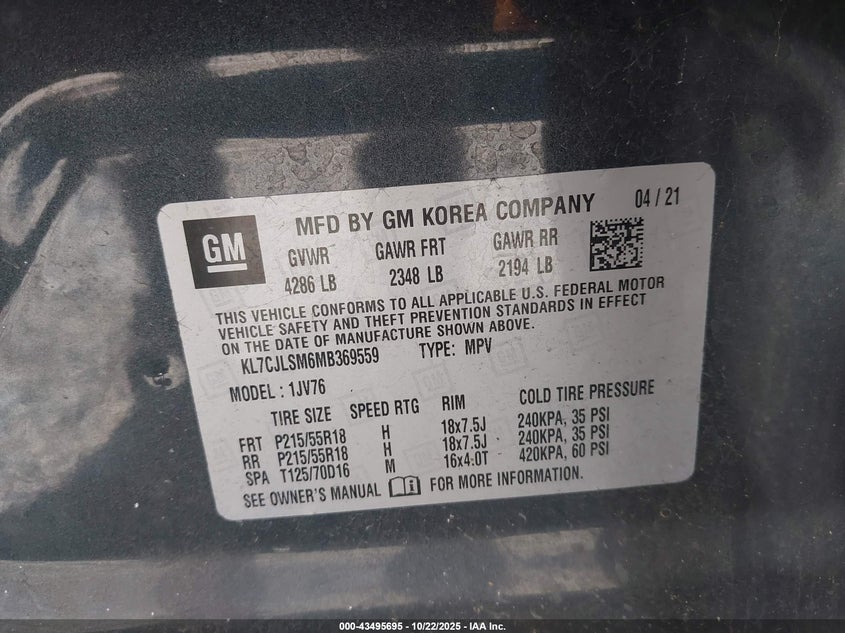 GM
MFD BY GM KOREA COMPANY 04 / 21
GVWR GAWR FRT GAWR RR
4286 LB 2348 LB 2194 LB
THIS VEHICLE CONFORMS TO ALL APPLICABLE U.S. FEDERAL MOTOR
VEHICLE SAFETY AND THEFT PREVENTION STANDARDS IN EFFECT
ON THE DATE OF MANUFACTURE SHOWN ABOVE.
KL7CJLSM6MB369559 TYPE: MPV
MODEL : 1JV76
TIRE SIZE SPEED RTG RIM COLD TIRE PRESSURE
FRT P215/55R18 H 18x7.5J 240KPA, 35 PSI
RR P215/55R18 H 18x7.5J 240KPA, 35 PSI
SPA T125/70D16 M 16x4.0T 420KPA, 60 PSI
SEE OWNER'S MANUAL FOR MORE INFORMATION.
000-43495695 - 10/22/2025 - IAA Inc.